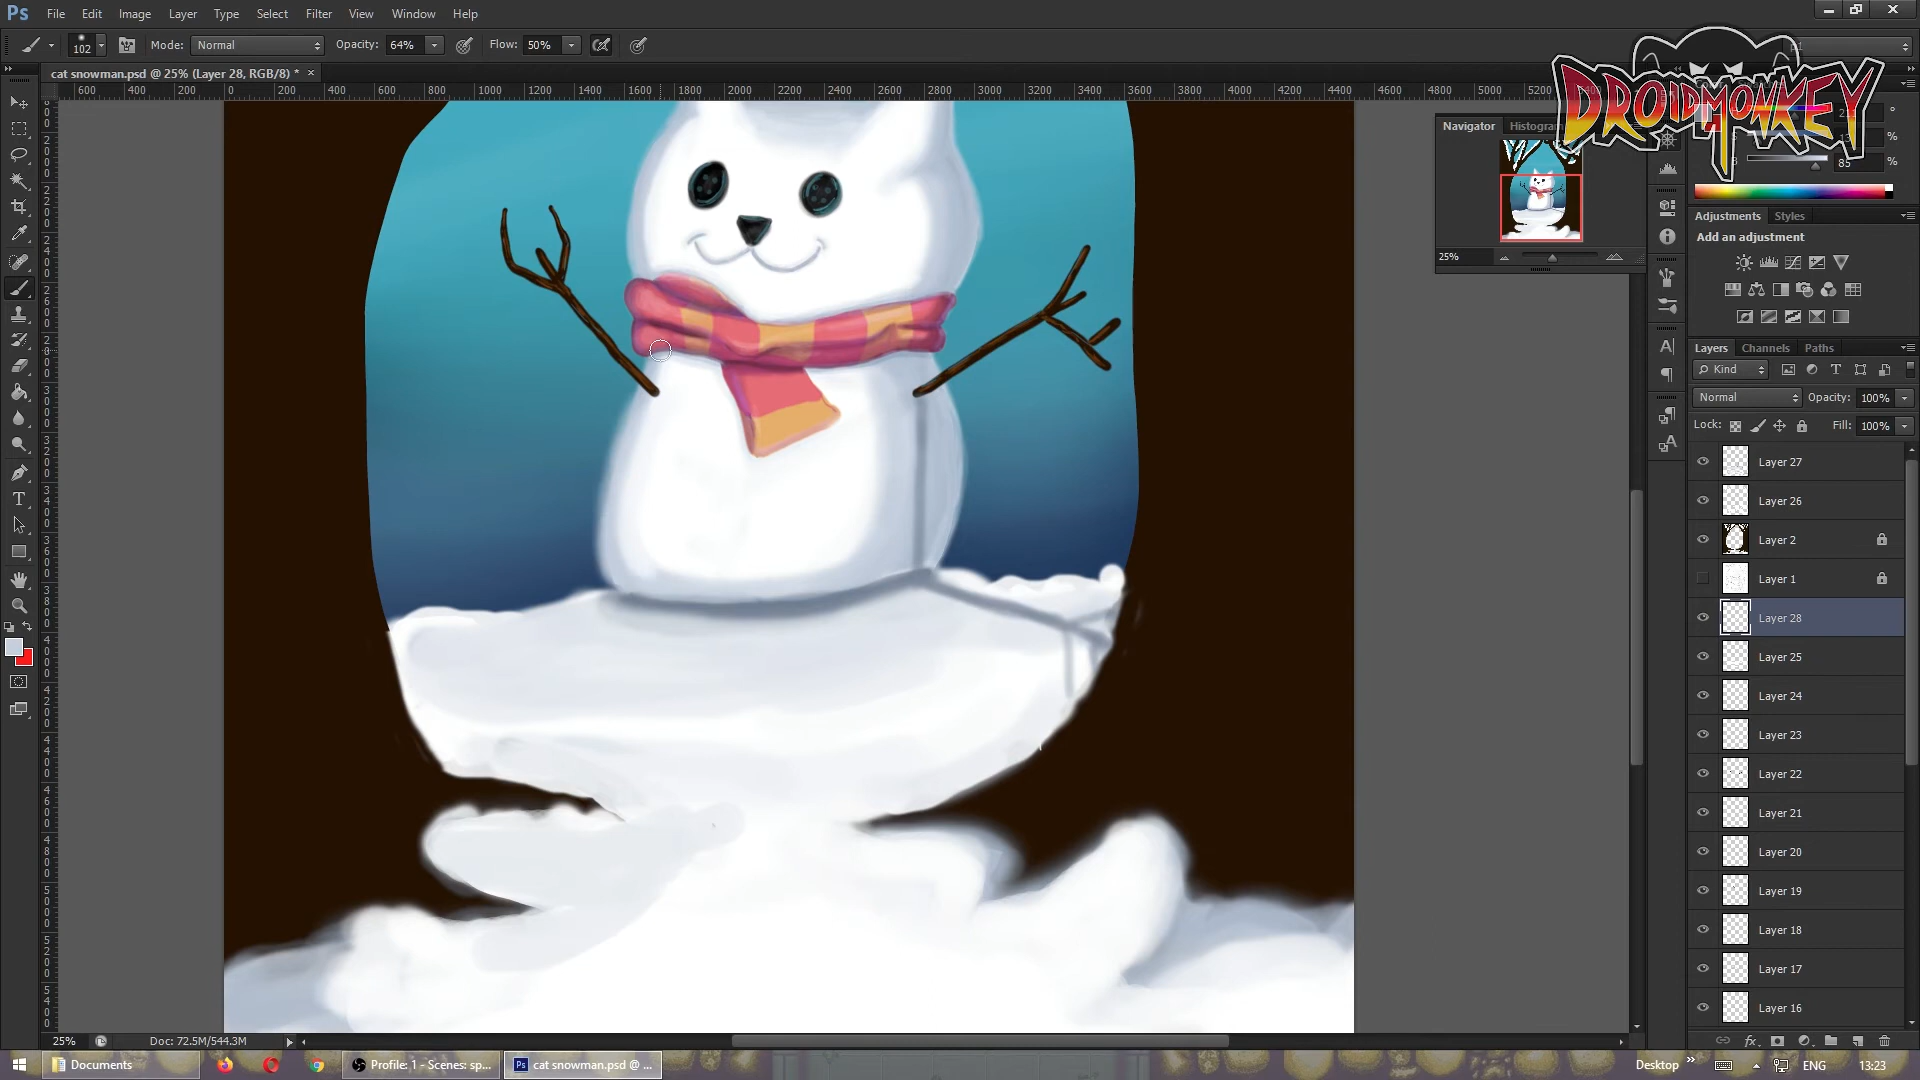 Ps File Edit Image Layer Type Select Filter View Window Help
102 Mode: Normal Opacity: 64% Flow: 50%
DROIDMONKEY
cat snowman.psd @ 25% (Layer 28, RGB/8) * ×
600 400 200 0 200 400 600 800 1000 1200 1400 1600 1800 2000 2200 2400 2600 2800 3000 3200 3400 3600 3800 4000 4200 4400 4600 4800 5000 5200
Navigator Histogram
%
85 %
25%
Adjustments Styles
Add an adjustment
Layers Channels Paths
Kind
Normal Opacity: 100%
Lock: Fill: 100%
Layer 27
Layer 26
Layer 2
Layer 1
Layer 28
Layer 25
Layer 24
Layer 23
Layer 22
Layer 21
Layer 20
Layer 19
Layer 18
Layer 17
Layer 16
25% Doc: 72.5M/544.3M
Documents Profile: 1 - Scenes: sp... Ps cat snowman.psd @ ... Desktop ENG 13:23